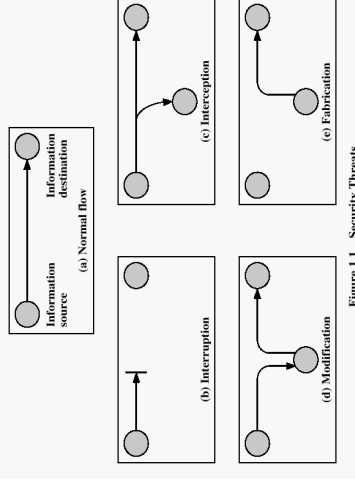 Information
source
Information
destination
(a) Normal flow
(b) Interruption
(c) Interception
(d) Modification
(e) Fabrication
Figure 1.1 Security Threats